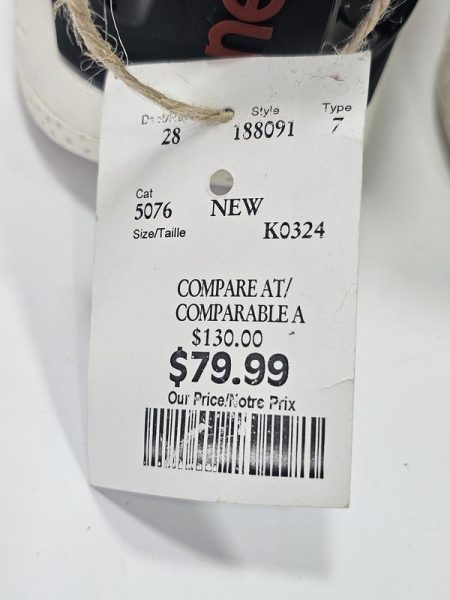 ne
Style
Type
28
188091
7
Cat
5076
NEW
Size/Taille
K0324
COMPARE AT/
COMPARABLE A
$130.00
$79.99
Our Price/Notre Prix